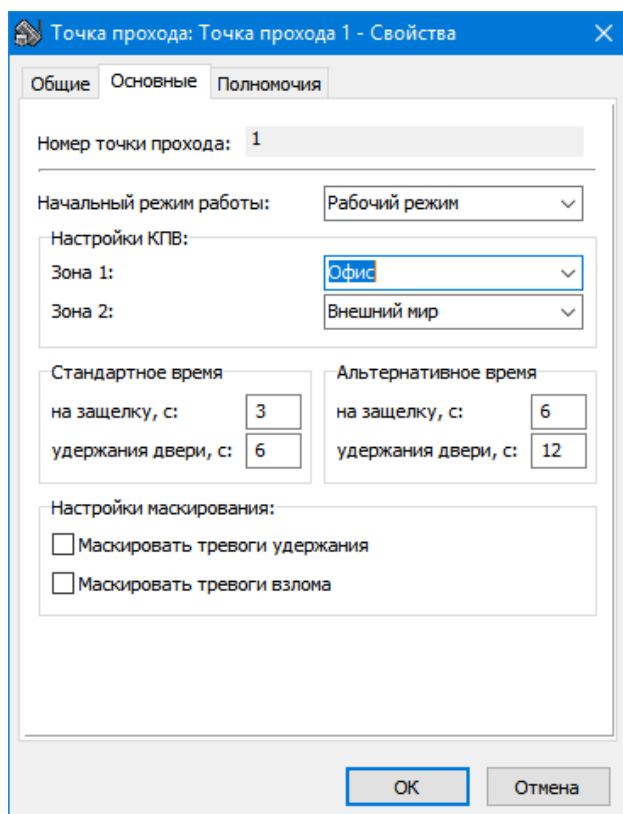 Точка прохода: Точка прохода 1 - Свойства
Общие Основные Полномочия
Номер точки прохода: 1
Начальный режим работы: Рабочий режим
Настройки КПВ:
Зона 1: Офис
Зона 2: Внешний мир
Стандартное время Альтернативное время
на защелку, с: 3 на защелку, с: 6
удержания двери, с: 6 удержания двери, с: 12
Настройки маскирования:
Маскировать тревоги удержания
Маскировать тревоги взлома
ОК Отмена